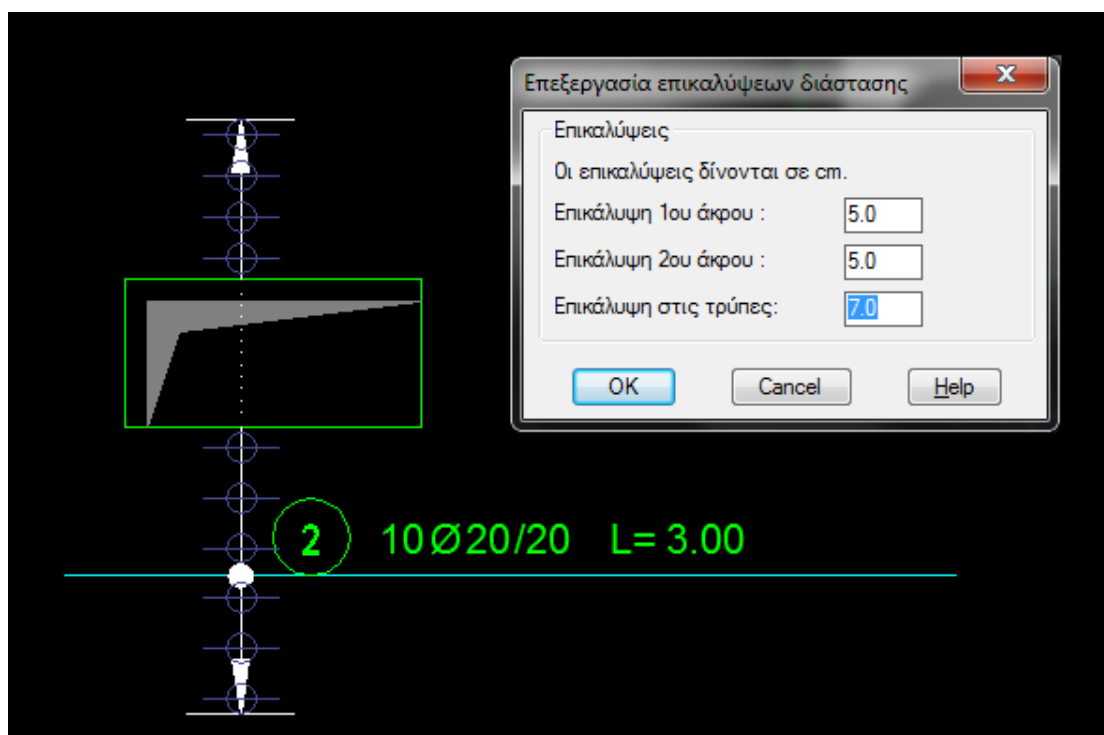 Επεξεργασία επικαλύψεων διάστασης
Επικαλύψεις
Οι επικαλύψεις δίνονται σε cm.
Επικάλυψη 1ου άκρου : 5.0
Επικάλυψη 2ου άκρου : 5.0
Επικάλυψη στις τρύπες: 7.0
OK Cancel Help
2 10Ø20/20 L= 3.00